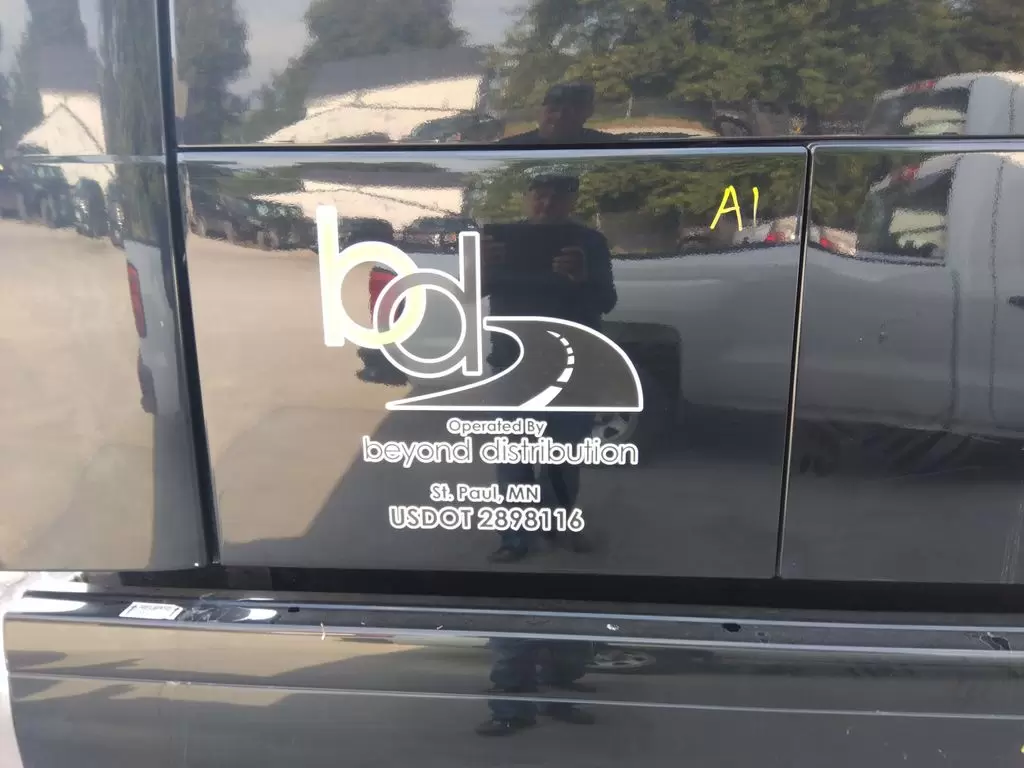 A1
bd
Operated By
beyond distribution
St. Paul, MN
USDOT 2898116